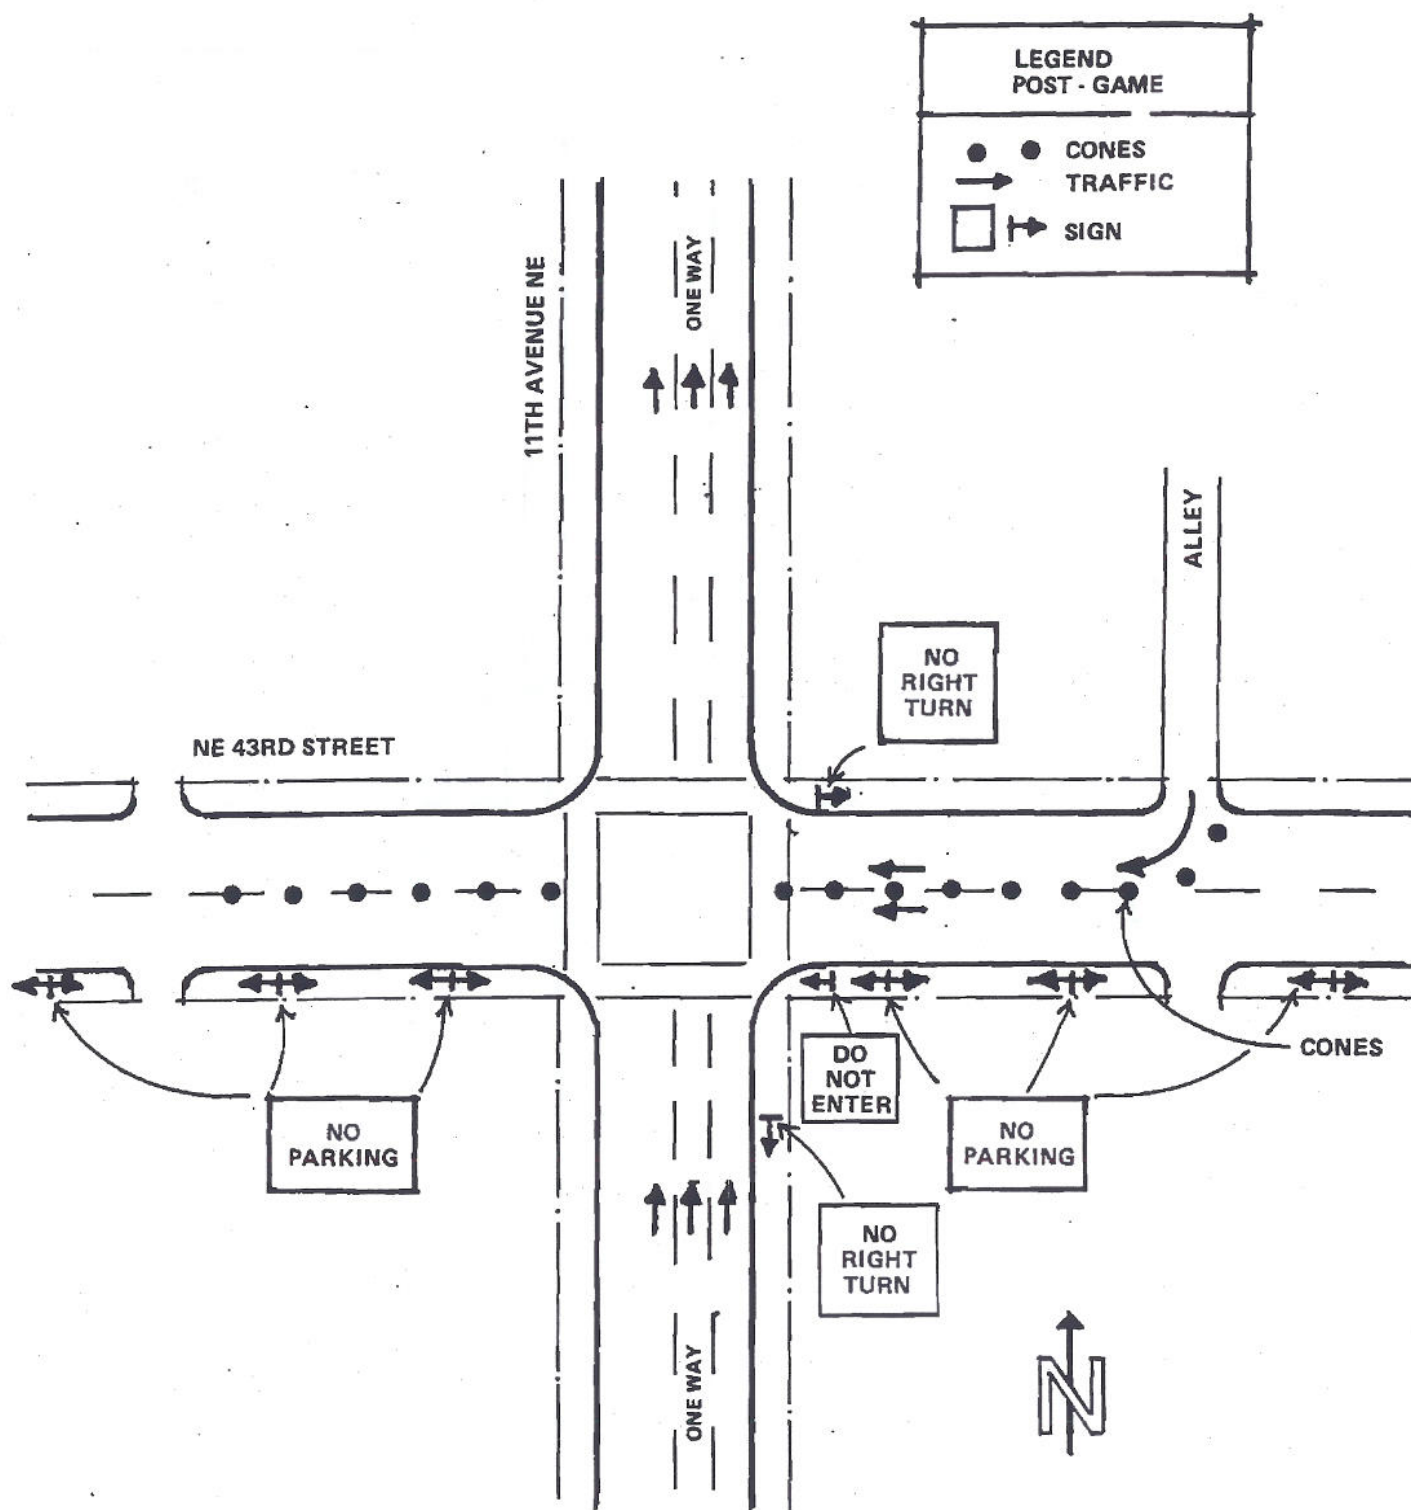 LEGEND
POST - GAME
CONES
TRAFFIC
SIGN
ONE WAY
11TH AVENUE NE
ALLEY
NO
RIGHT
TURN
NE 43RD STREET
DO
NOT
ENTER
CONES
NO
PARKING
NO
PARKING
NO
RIGHT
TURN
ONE WAY
N